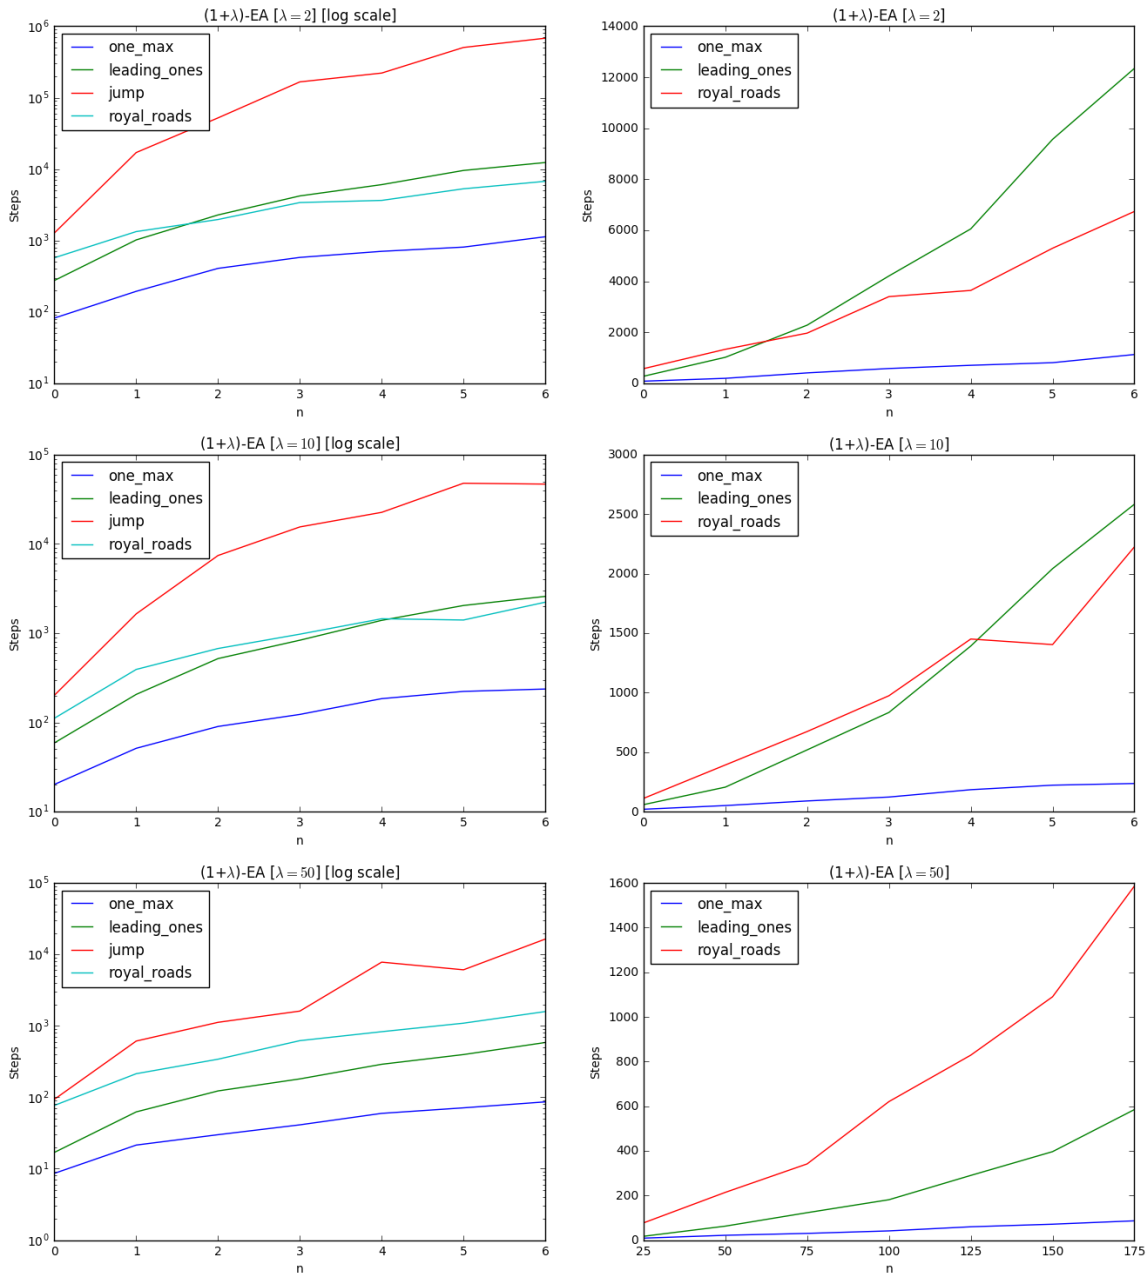 (1+λ)-EA [λ = 2] [log scale]
10^6
10^5
10^4
10^3
10^2
10^1
Steps
one_max
leading_ones
jump
royal_roads
0 1 2 3 4 5 6
n
(1+λ)-EA [λ = 2]
14000
12000
10000
8000
6000
4000
2000
0
Steps
one_max
leading_ones
royal_roads
0 1 2 3 4 5 6
n
(1+λ)-EA [λ = 10] [log scale]
10^5
10^4
10^3
10^2
10^1
Steps
one_max
leading_ones
jump
royal_roads
0 1 2 3 4 5 6
n
(1+λ)-EA [λ = 10]
3000
2500
2000
1500
1000
500
0
Steps
one_max
leading_ones
royal_roads
0 1 2 3 4 5 6
n
(1+λ)-EA [λ = 50] [log scale]
10^5
10^4
10^3
10^2
10^1
10^0
Steps
one_max
leading_ones
jump
royal_roads
0 1 2 3 4 5 6
n
(1+λ)-EA [λ = 50]
1600
1400
1200
1000
800
600
400
200
0
Steps
one_max
leading_ones
royal_roads
25 50 75 100 125 150 175
n